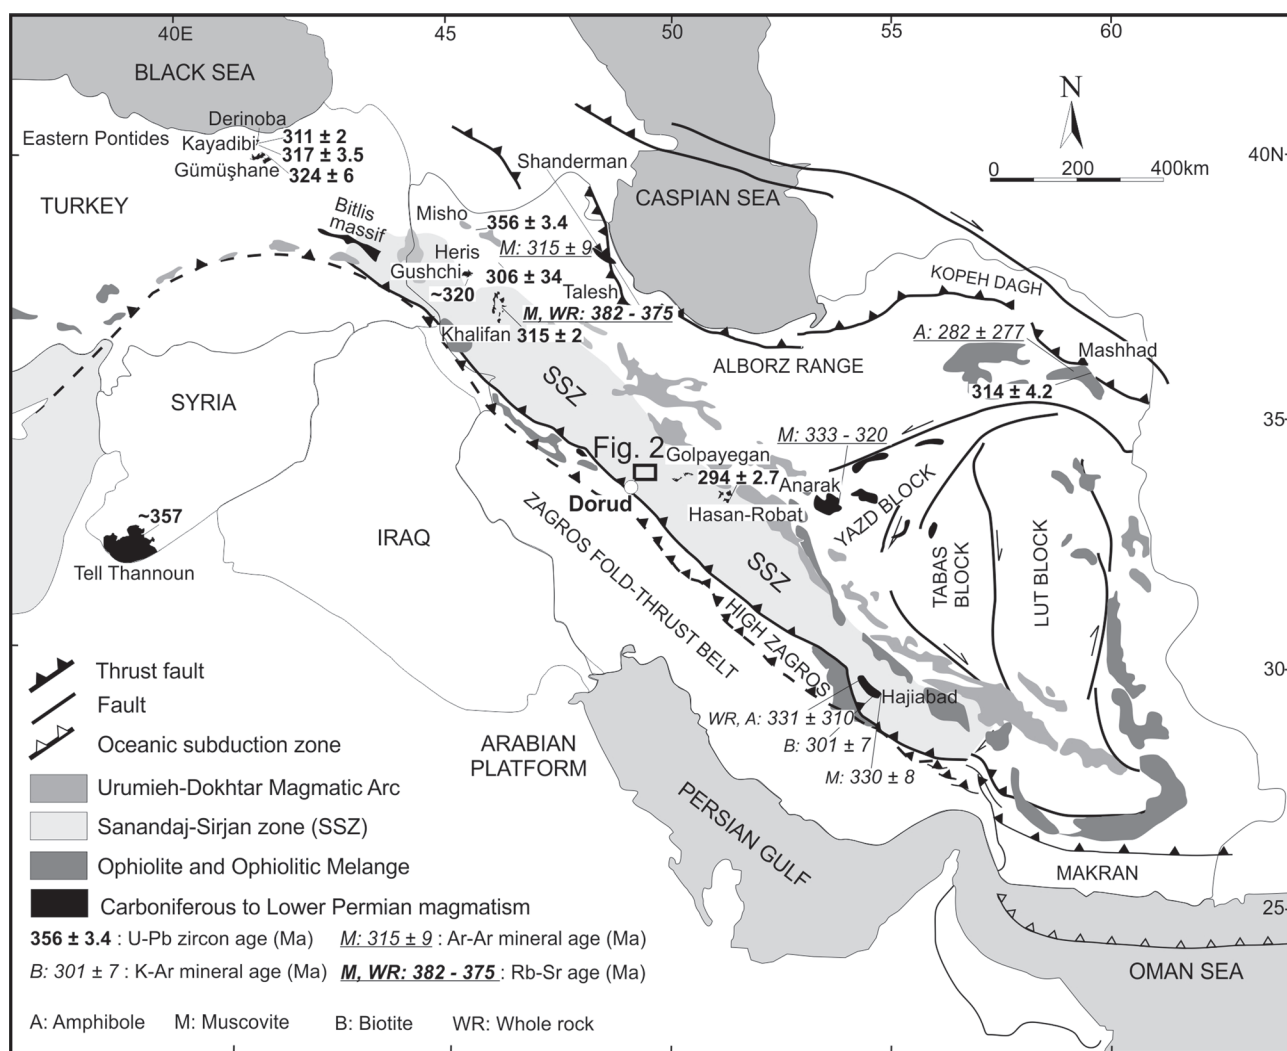 40E
45
50
55
60
BLACK SEA
N
0 200 400km
40N
Derinoba
Eastern Pontides
Kayadibi
311 ± 2
317 ± 3.5
Gümüşhane
324 ± 6
Shanderman
CASPIAN SEA
TURKEY
Bitlis
massif
Misho
356 ± 3.4
M: 315 ± 9
Heris
Gushchi
306 ± 34
~320
Talesh
M, WR: 382 - 375
Khalifan
315 ± 2
KOPEH DAGH
A: 282 ± 277
Mashhad
314 ± 4.2
ALBORZ RANGE
SYRIA
SSZ
35
Fig. 2
Golpayegan
M: 333 - 320
294 ± 2.7
Anarak
Dorud
Hasan-Robat
YAZD BLOCK
~357
Tell Thannoun
IRAQ
ZAGROS FOLD-THRUST BELT
SSZ
TABAS
BLOCK
LUT BLOCK
HIGH ZAGROS
30
Hajiabad
WR, A: 331 ± 310
B: 301 ± 7
M: 330 ± 8
ARABIAN
PLATFORM
PERSIAN GULF
MAKRAN
25
OMAN SEA
Thrust fault
Fault
Oceanic subduction zone
Urumieh-Dokhtar Magmatic Arc
Sanandaj-Sirjan zone (SSZ)
Ophiolite and Ophiolitic Melange
Carboniferous to Lower Permian magmatism
356 ± 3.4 : U-Pb zircon age (Ma) M: 315 ± 9 : Ar-Ar mineral age (Ma)
B: 301 ± 7 : K-Ar mineral age (Ma) M, WR: 382 - 375 : Rb-Sr age (Ma)
A: Amphibole M: Muscovite B: Biotite WR: Whole rock